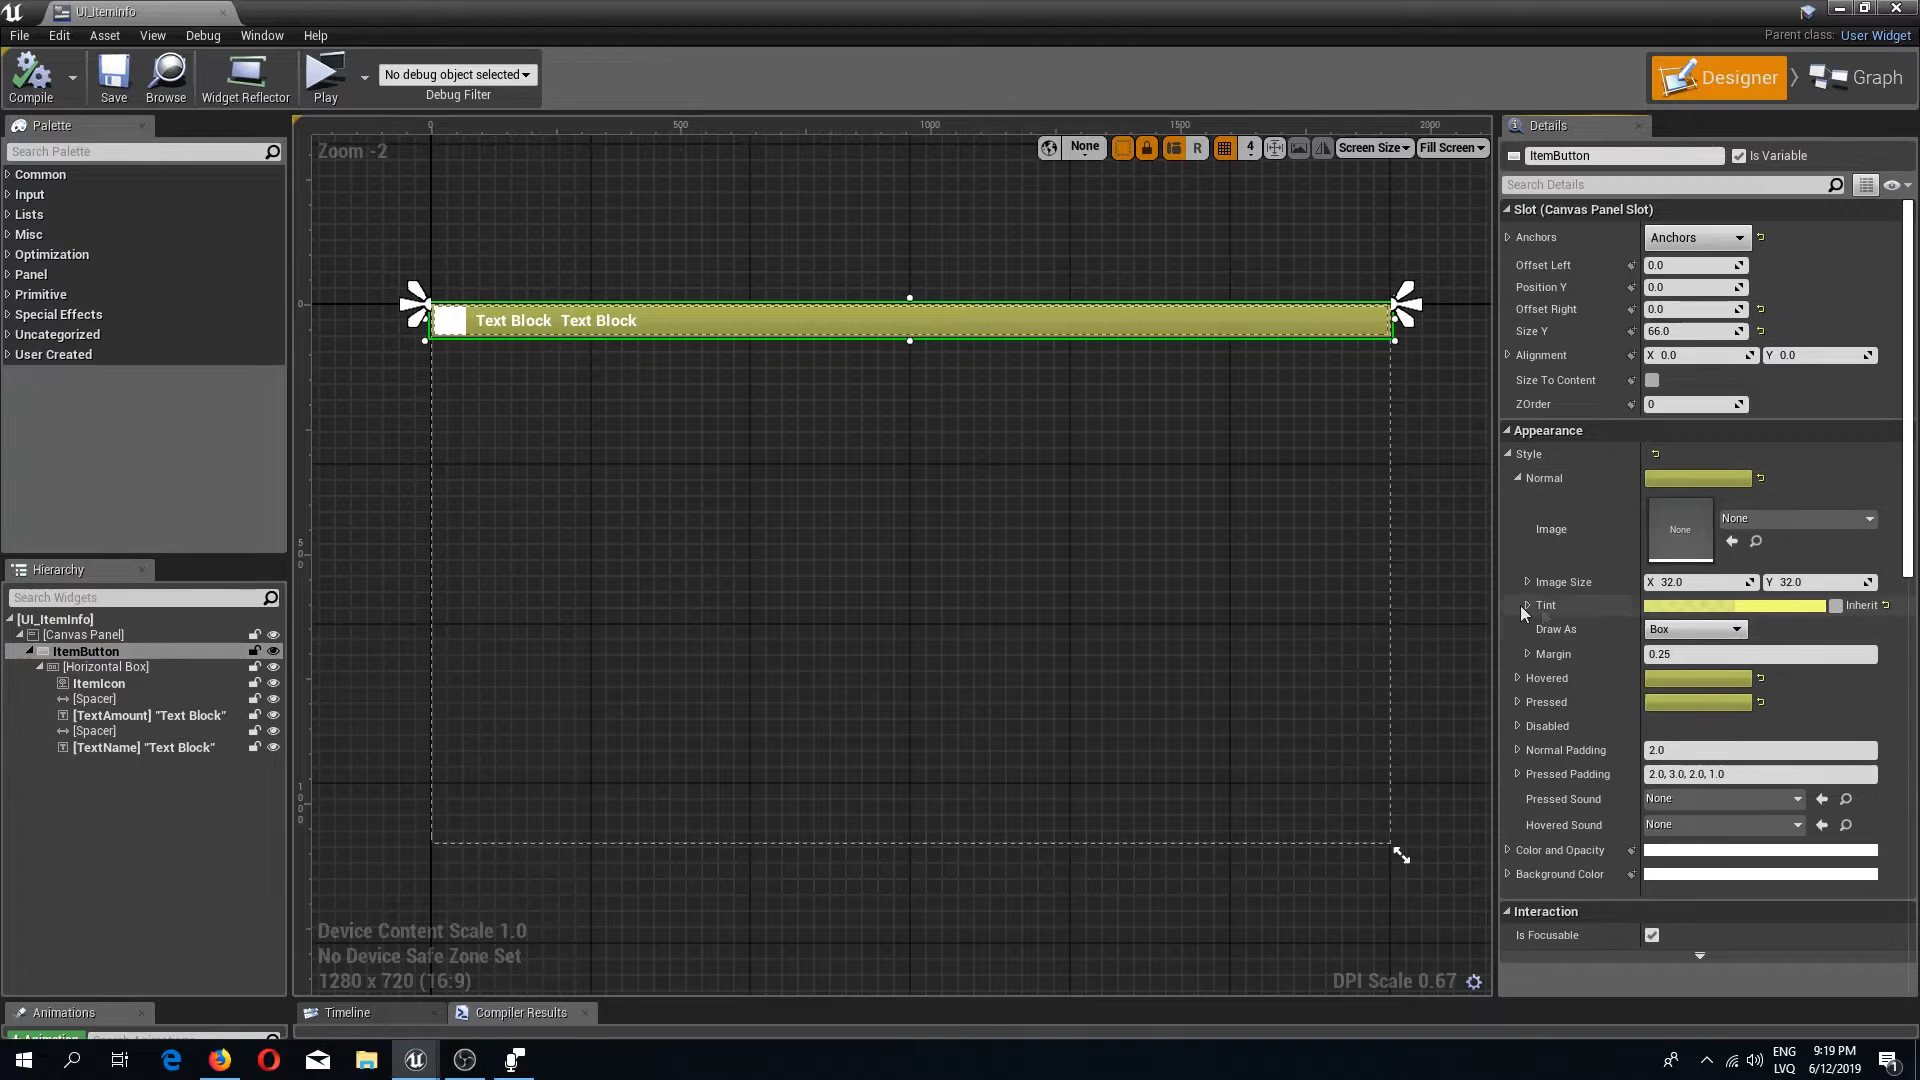 UI_ItemInfo
File Edit Asset View Debug Window Help
Parent class: User Widget
Compile Save Browse Widget Reflector Play
No debug object selected
Debug Filter
Designer Graph
Palette
Search Palette
Common
Input
Lists
Misc
Optimization
Panel
Primitive
Special Effects
Uncategorized
User Created
Hierarchy
Search Widgets
[UI_ItemInfo]
[Canvas Panel]
ItemButton
[Horizontal Box]
ItemIcon
[Spacer]
[TextAmount] "Text Block"
[Spacer]
[TextName] "Text Block"
Animations
0 500 1000 1500 2000
Zoom -2
None R 4 Screen Size Fill Screen
0
Text Block Text Block
5
0
0
1
0
0
0
Device Content Scale 1.0
No Device Safe Zone Set
1280 x 720 (16:9)
DPI Scale 0.67
Timeline Compiler Results
Details
ItemButton Is Variable
Search Details
Slot (Canvas Panel Slot)
Anchors Anchors
Offset Left 0.0
Position Y 0.0
Offset Right 0.0
Size Y 66.0
Alignment X 0.0 Y 0.0
Size To Content
ZOrder 0
Appearance
Style
Normal
Image None None
Image Size X 32.0 Y 32.0
Tint Inherit
Draw As Box
Margin 0.25
Hovered
Pressed
Disabled
Normal Padding 2.0
Pressed Padding 2.0, 3.0, 2.0, 1.0
Pressed Sound None
Hovered Sound None
Color and Opacity
Background Color
Interaction
Is Focusable
ENG
LVQ
9:19 PM
6/12/2019
1